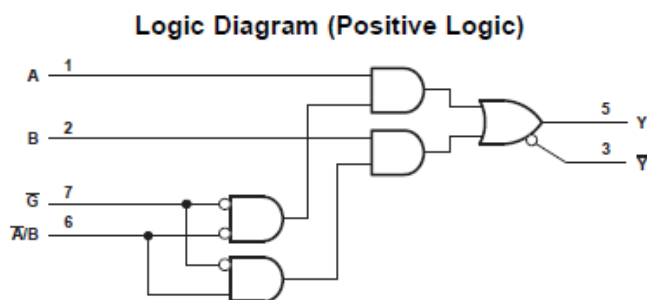 Logic Diagram (Positive Logic)
A 1
B 2
G̅ 7
A̅/B 6
5 Y
3 Y̅